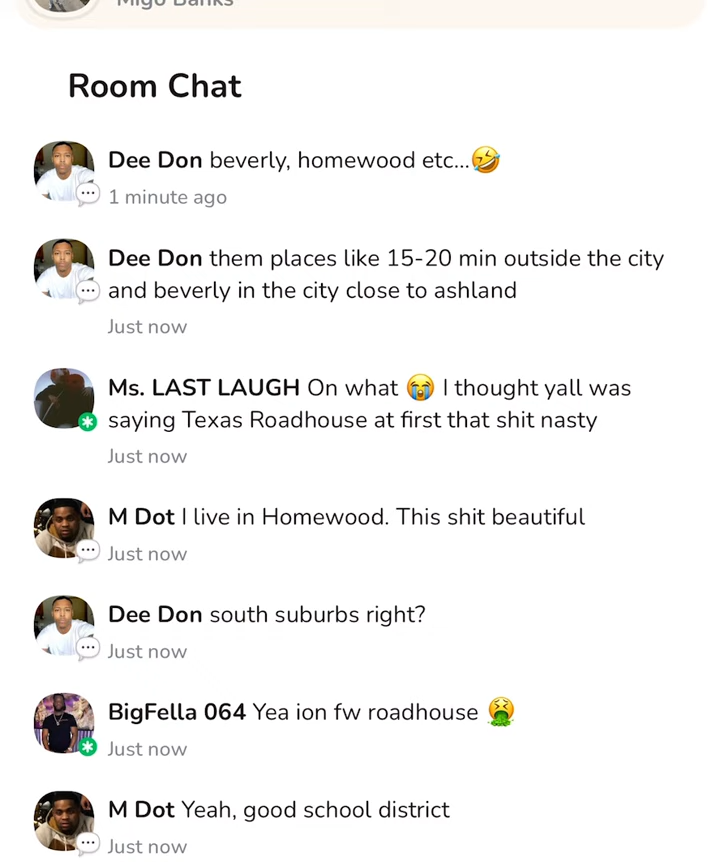 Migo Banks
Room Chat
Dee Don beverly, homewood etc...🤣
1 minute ago
Dee Don them places like 15-20 min outside the city
and beverly in the city close to ashland
Just now
Ms. LAST LAUGH On what 😭 I thought yall was
saying Texas Roadhouse at first that shit nasty
Just now
M Dot I live in Homewood. This shit beautiful
Just now
Dee Don south suburbs right?
Just now
BigFella 064 Yea ion fw roadhouse 🤮
Just now
M Dot Yeah, good school district
Just now